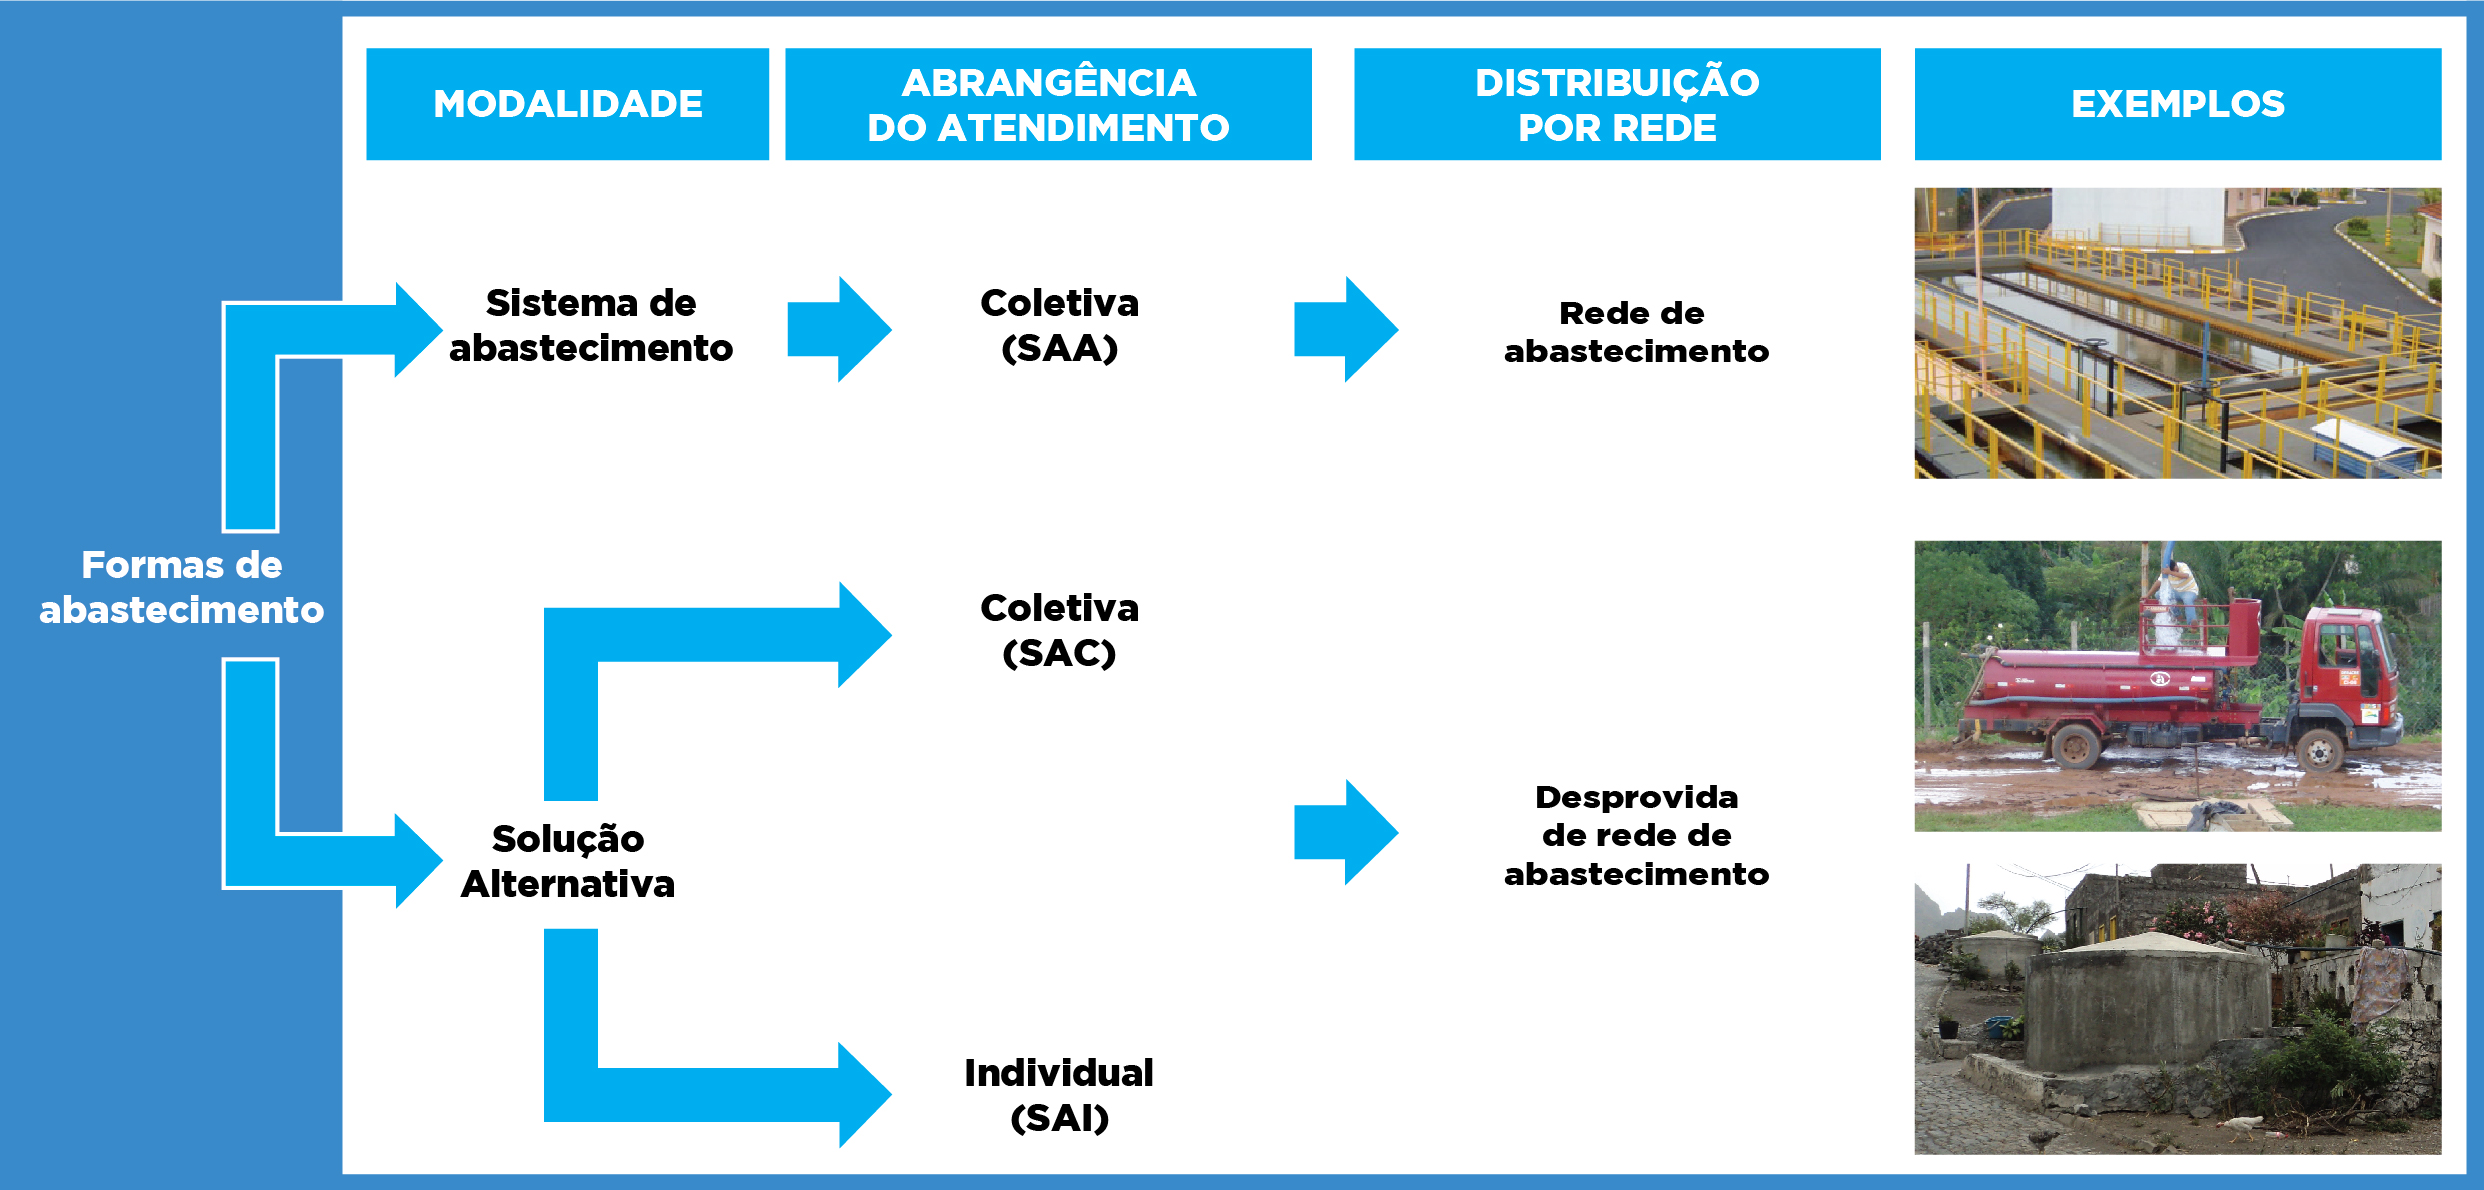 MODALIDADE
ABRANGÊNCIA
DO ATENDIMENTO
DISTRIBUIÇÃO
POR REDE
EXEMPLOS
Formas de
abastecimento
Sistema de
abastecimento
Coletiva
(SAA)
Rede de
abastecimento
Solução
Alternativa
Coletiva
(SAC)
Individual
(SAI)
Desprovida
de rede de
abastecimento